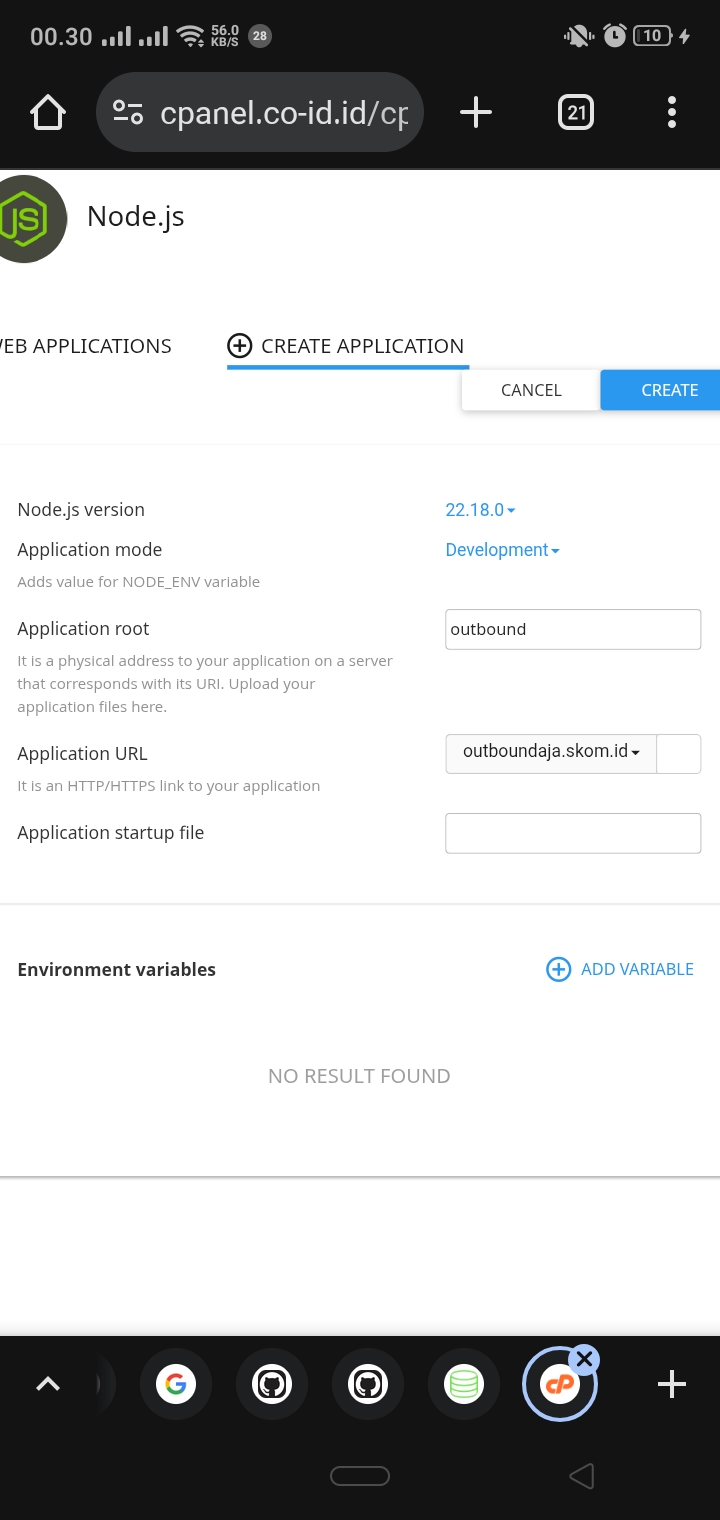 00.30
56.0
KB/S
28
10
cpanel.co-id.id/cp
21
JS
Node.js
EB APPLICATIONS
CREATE APPLICATION
CANCEL
CREATE
Node.js version
22.18.0
Application mode
Development
Adds value for NODE_ENV variable
Application root
outbound
It is a physical address to your application on a server
that corresponds with its URI. Upload your
application files here.
Application URL
outboundaja.skom.id
It is an HTTP/HTTPS link to your application
Application startup file
Environment variables
ADD VARIABLE
NO RESULT FOUND
G
cP